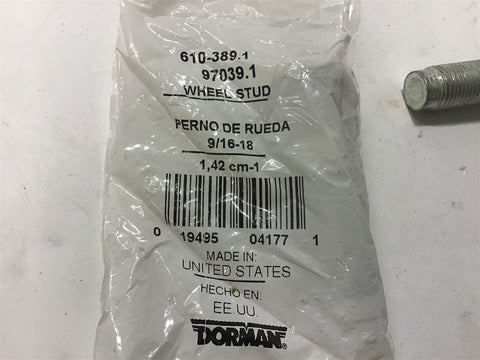 610-389.1
97039.1
WHEEL STUD
PERNO DE RUEDA
9/16-18
1,42 cm-1
0 19495 04177 1
MADE IN:
UNITED STATES
HECHO EN:
EE.UU.
DORMAN®